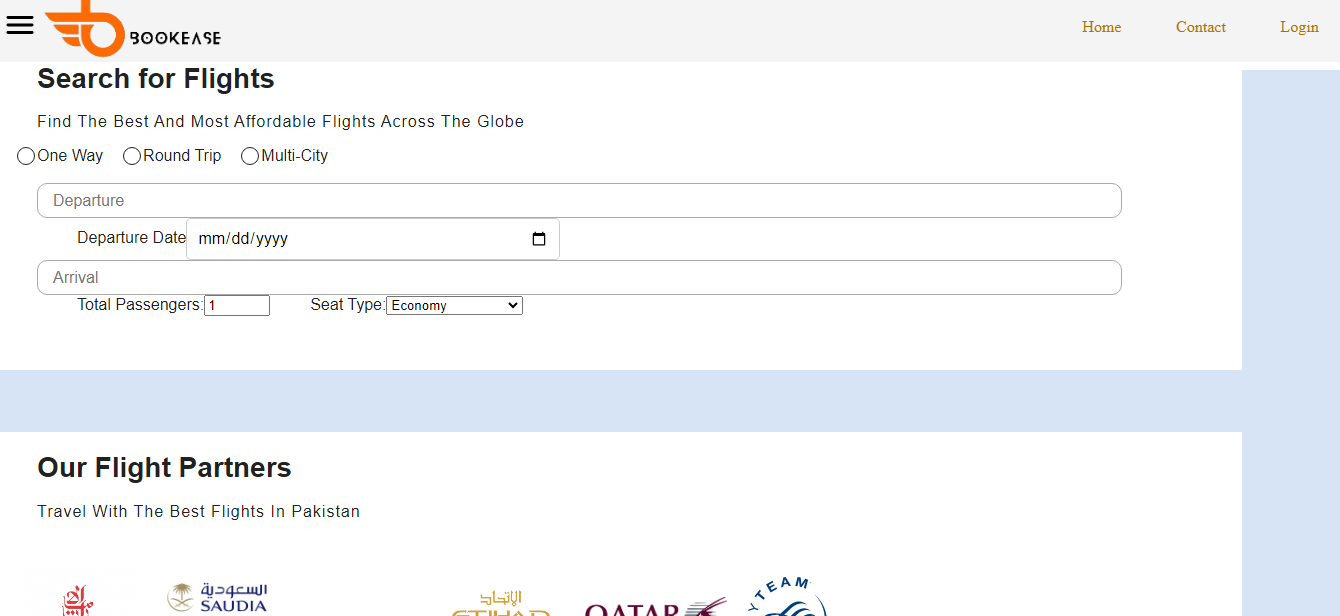 BOOKEASE
Home Contact Login
Search for Flights
Find The Best And Most Affordable Flights Across The Globe
One Way Round Trip Multi-City
Departure
Departure Date mm/dd/yyyy
Arrival
Total Passengers: 1 Seat Type: Economy
Our Flight Partners
Travel With The Best Flights In Pakistan
السعودية
SAUDIA
الإتحاد
ETIHAD
QATAR
YTEAM